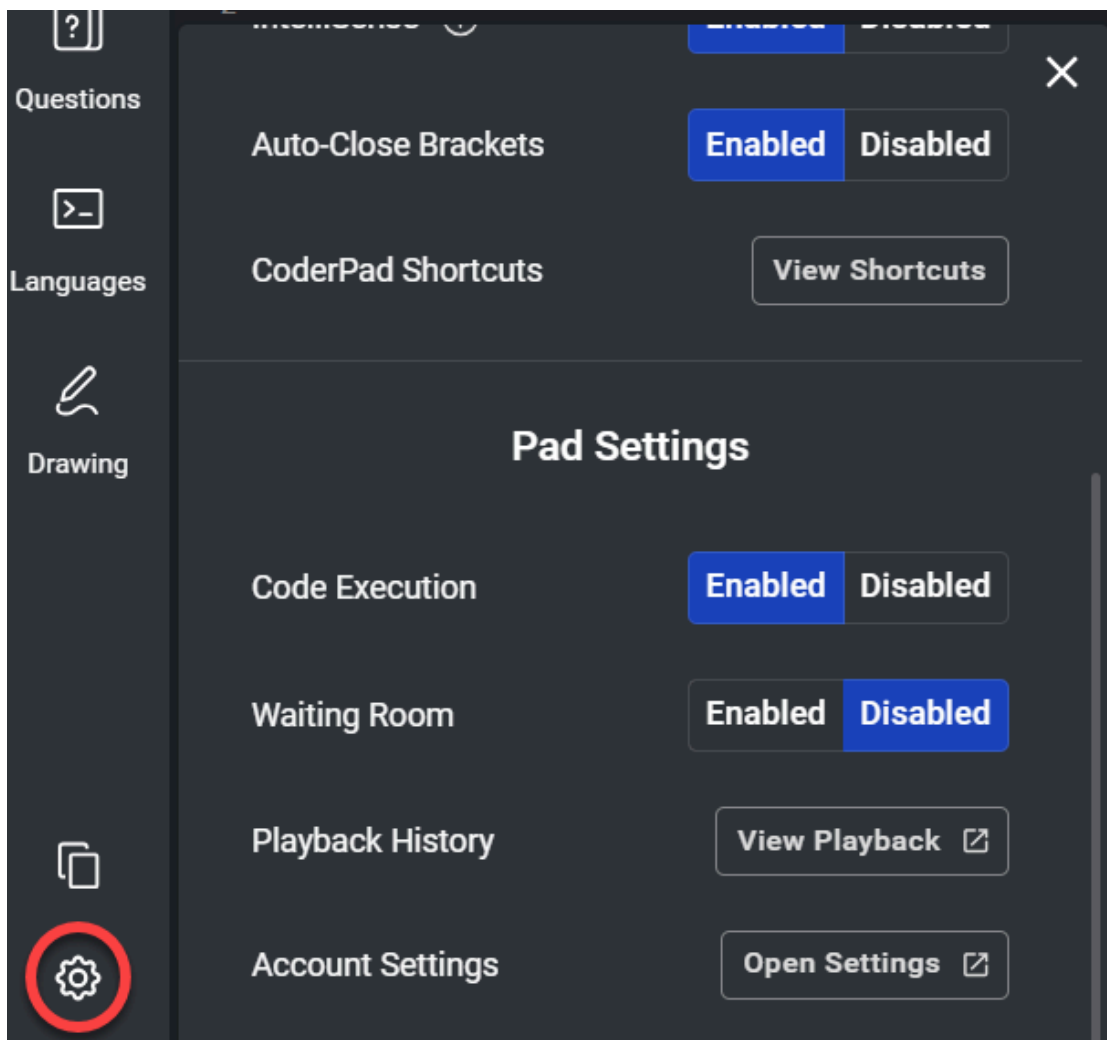 Questions
Languages
Drawing
Auto-Close Brackets Enabled Disabled
CoderPad Shortcuts View Shortcuts
Pad Settings
Code Execution Enabled Disabled
Waiting Room Enabled Disabled
Playback History View Playback
Account Settings Open Settings